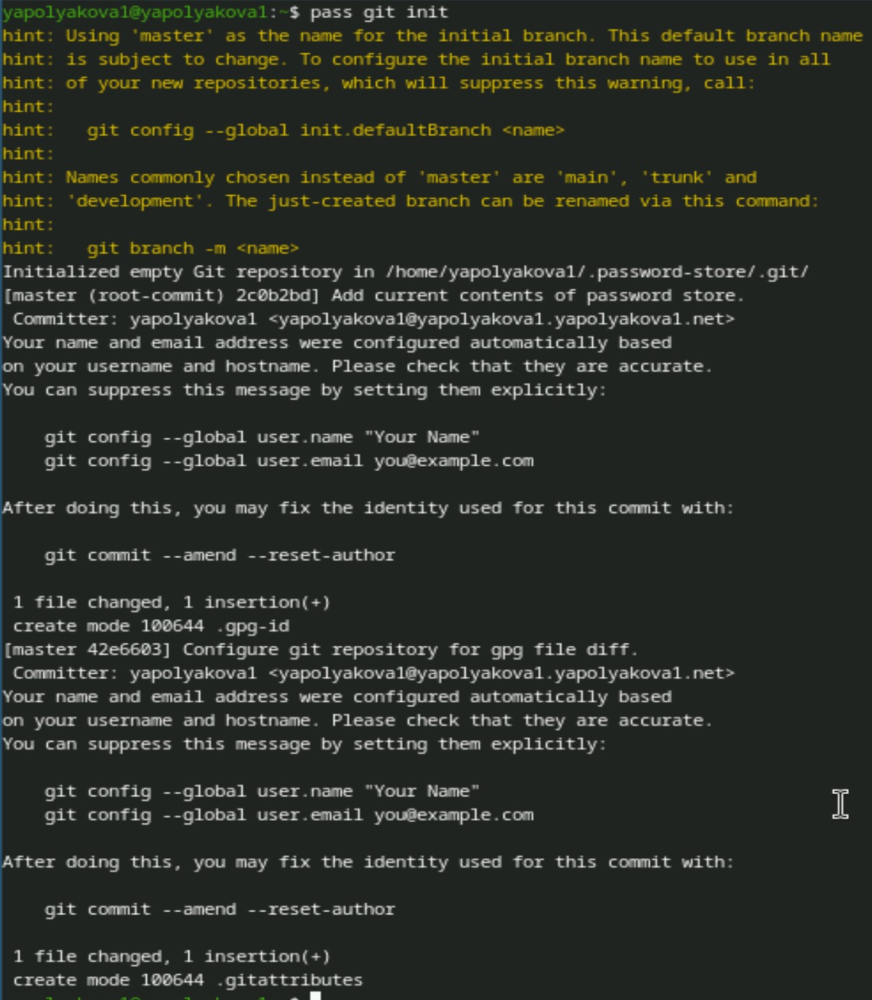 yapolyakova1@yapolyakova1:~$ pass git init
hint: Using 'master' as the name for the initial branch. This default branch name
hint: is subject to change. To configure the initial branch name to use in all
hint: of your new repositories, which will suppress this warning, call:
hint:
hint:   git config --global init.defaultBranch <name>
hint:
hint: Names commonly chosen instead of 'master' are 'main', 'trunk' and
hint: 'development'. The just-created branch can be renamed via this command:
hint:
hint:   git branch -m <name>
Initialized empty Git repository in /home/yapolyakova1/.password-store/.git/
[master (root-commit) 2c0b2bd] Add current contents of password store.
 Committer: yapolyakova1 <yapolyakova1@yapolyakova1.yapolyakova1.net>
Your name and email address were configured automatically based
on your username and hostname. Please check that they are accurate.
You can suppress this message by setting them explicitly:

    git config --global user.name "Your Name"
    git config --global user.email you@example.com

After doing this, you may fix the identity used for this commit with:

    git commit --amend --reset-author

 1 file changed, 1 insertion(+)
 create mode 100644 .gpg-id
[master 42e6603] Configure git repository for gpg file diff.
 Committer: yapolyakova1 <yapolyakova1@yapolyakova1.yapolyakova1.net>
Your name and email address were configured automatically based
on your username and hostname. Please check that they are accurate.
You can suppress this message by setting them explicitly:

    git config --global user.name "Your Name"
    git config --global user.email you@example.com

After doing this, you may fix the identity used for this commit with:

    git commit --amend --reset-author

 1 file changed, 1 insertion(+)
 create mode 100644 .gitattributes